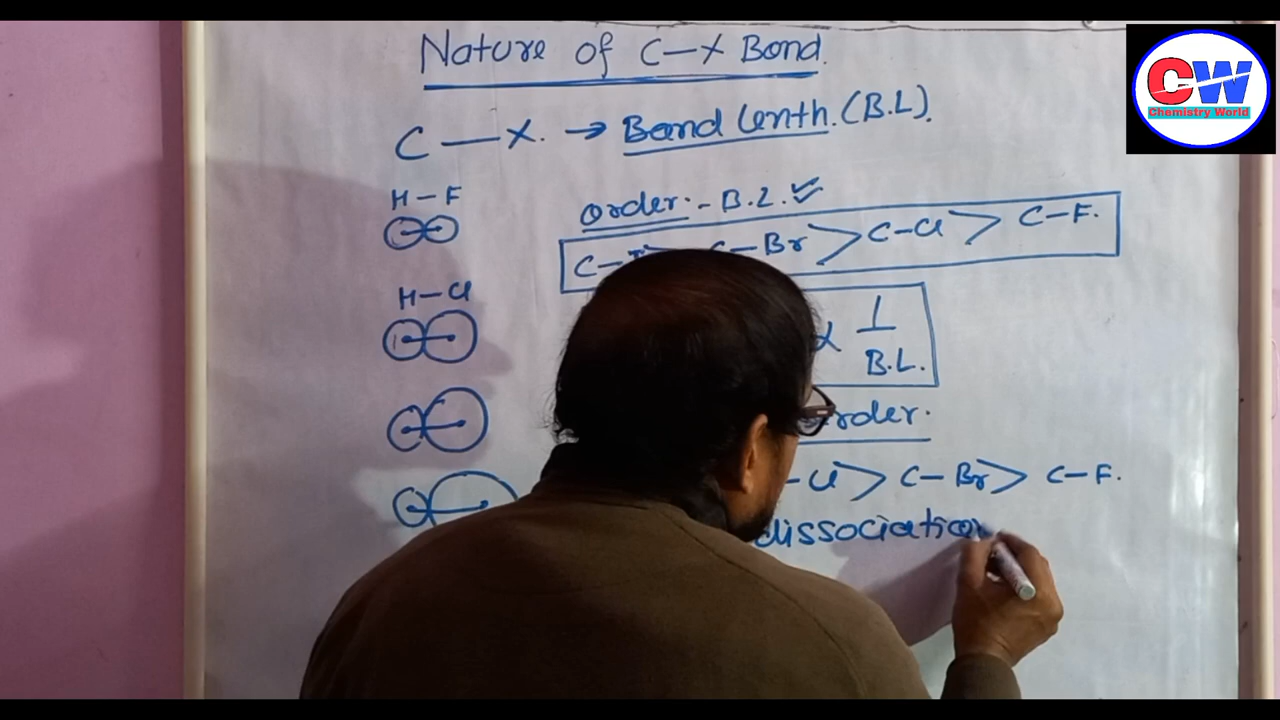 Nature of C-X Bond.
CW
Chemistry World
C — X. → Bond lenth. (B.L).
H-F
order:- B.L. ✓
C-I > C-Br > C-Cl > C-F.
H-Cl
α 1
B.L.
order.
-Cl > C-Br > C-F.
dissociation